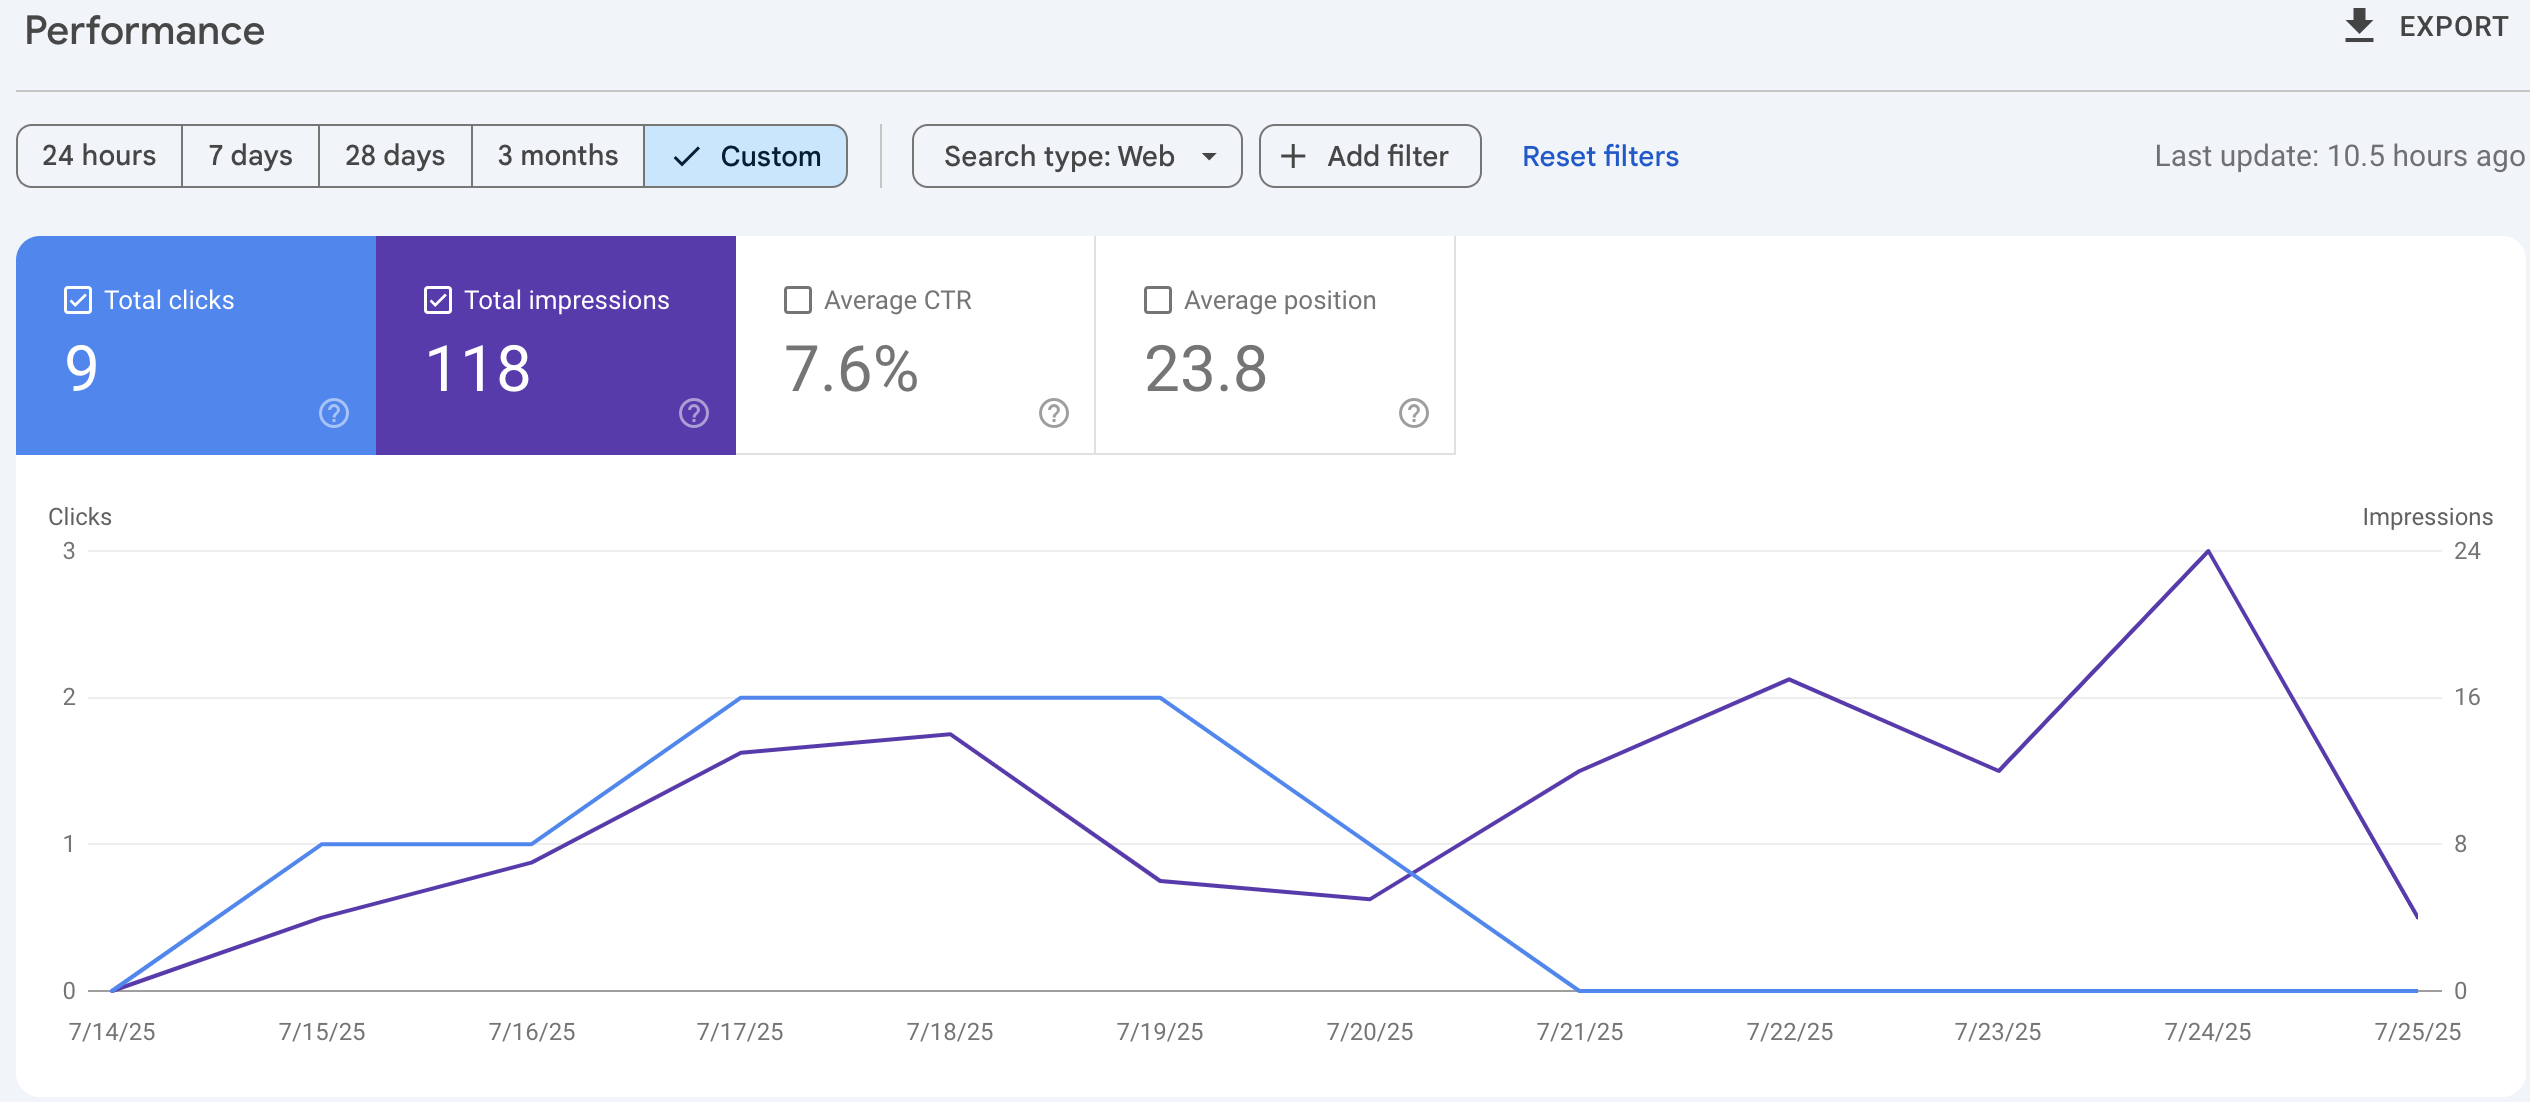 Performance
EXPORT
24 hours 7 days 28 days 3 months Custom Search type: Web Add filter Reset filters Last update: 10.5 hours ago
Total clicks Total impressions Average CTR Average position
9 118 7.6% 23.8
Clicks Impressions
3 24
2 16
1 8
0 0
7/14/25 7/15/25 7/16/25 7/17/25 7/18/25 7/19/25 7/20/25 7/21/25 7/22/25 7/23/25 7/24/25 7/25/25